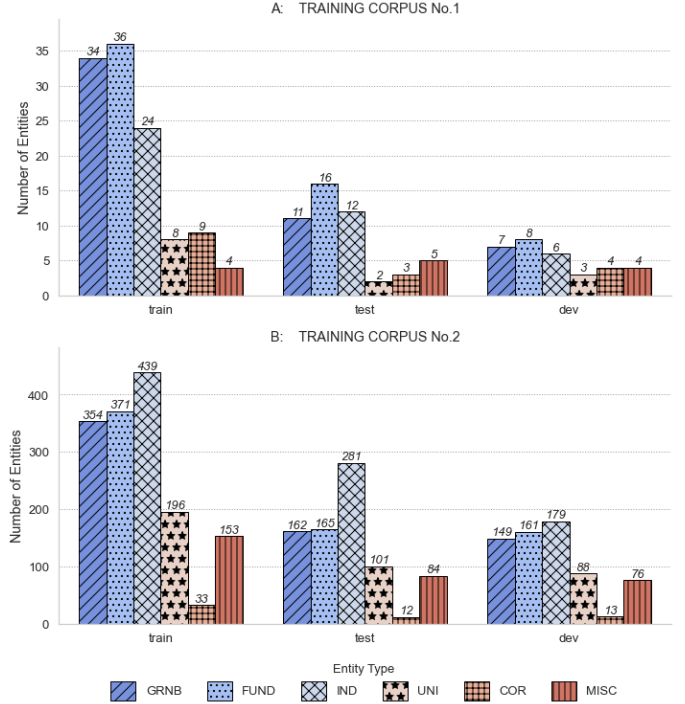 A: TRAINING CORPUS No.1
Number of Entities
35
30
25
20
15
10
5
0
34 36 24 8 9 4
11 16 12 2 3 5
7 8 6 3 4 4
train test dev
B: TRAINING CORPUS No.2
Number of Entities
400
300
200
100
0
354 371 439 196 33 153
162 165 281 101 12 84
149 161 179 88 13 76
train test dev
Entity Type
GRNB FUND IND UNI COR MISC